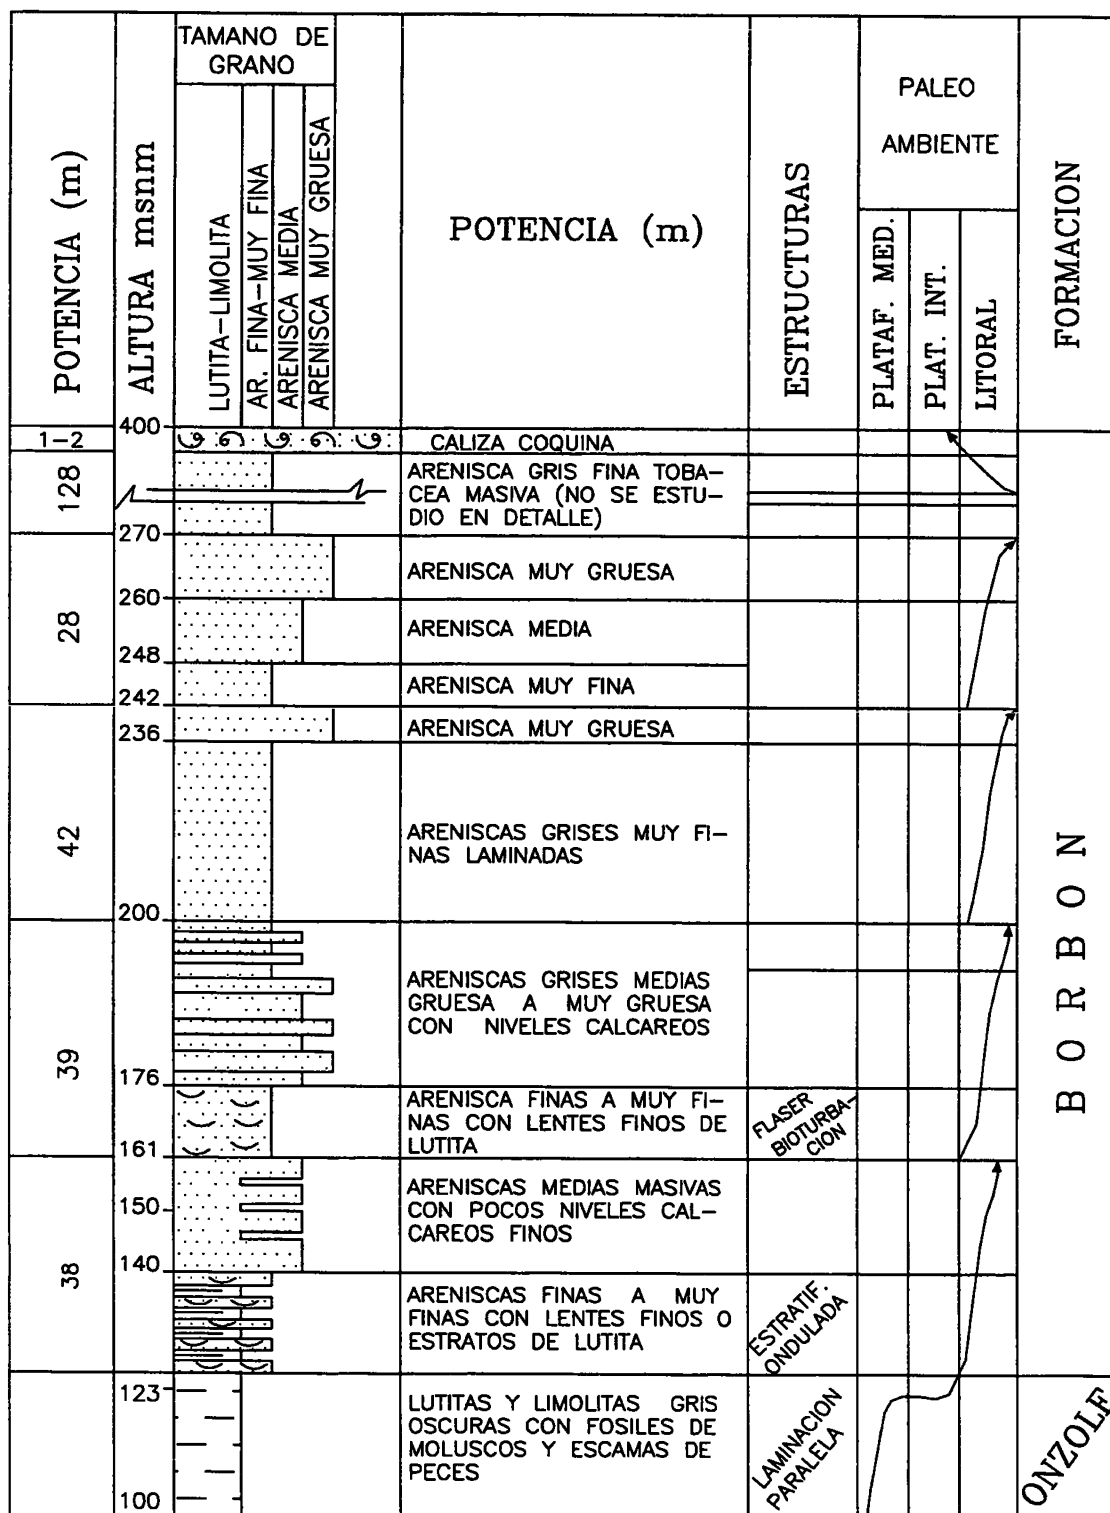 TAMANO DE
GRANO
PALEO
AMBIENTE
POTENCIA (m)
ALTURA msnm
LUTITA-LIMOLITA
AR. FINA-MUY FINA
ARENISCA MEDIA
ARENISCA MUY GRUESA
POTENCIA (m)
ESTRUCTURAS
PLATAF. MED.
PLAT. INT.
LITORAL
FORMACION
400
1-2
CALIZA COQUINA
128
ARENISCA GRIS FINA TOBA-
CEA MASIVA (NO SE ESTU-
DIO EN DETALLE)
270
ARENISCA MUY GRUESA
260
28
ARENISCA MEDIA
248
ARENISCA MUY FINA
242
ARENISCA MUY GRUESA
236
42
ARENISCAS GRISES MUY FI-
NAS LAMINADAS
200
ARENISCAS GRISES MEDIAS
GRUESA A MUY GRUESA
CON NIVELES CALCAREOS
39
176
ARENISCA FINAS A MUY FI-
NAS CON LENTES FINOS DE
LUTITA
FLASER
BIOTURBA-
CION
161
ARENISCAS MEDIAS MASIVAS
CON POCOS NIVELES CAL-
CAREOS FINOS
150
140
38
ARENISCAS FINAS A MUY
FINAS CON LENTES FINOS O
ESTRATOS DE LUTITA
ESTRATIF.
ONDULADA
BORBON
123
LUTITAS Y LIMOLITAS GRIS
OSCURAS CON FOSILES DE
MOLUSCOS Y ESCAMAS DE
PECES
LAMINACION
PARALELA
ONZOLE
100